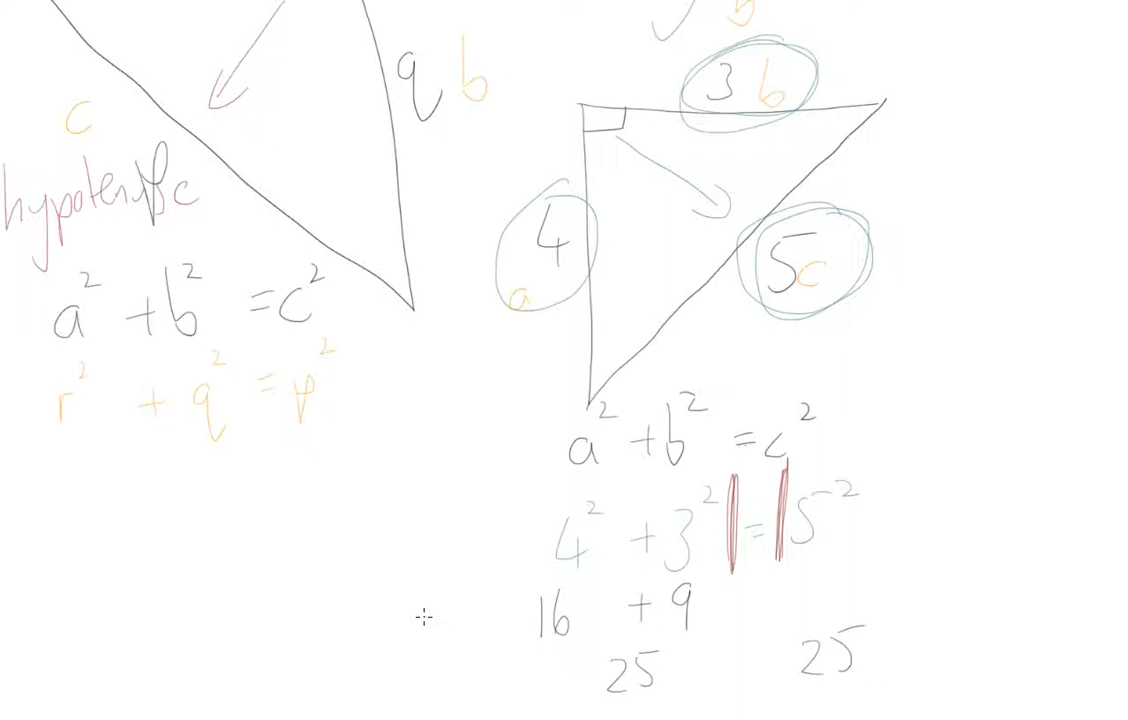 5
3 b
q b
c
hypotenuse
4
a
5 c
a² + b² = c²
r² + q² = p²
a² + b² = c²
4² + 3² = 5²
16 + 9
25 25